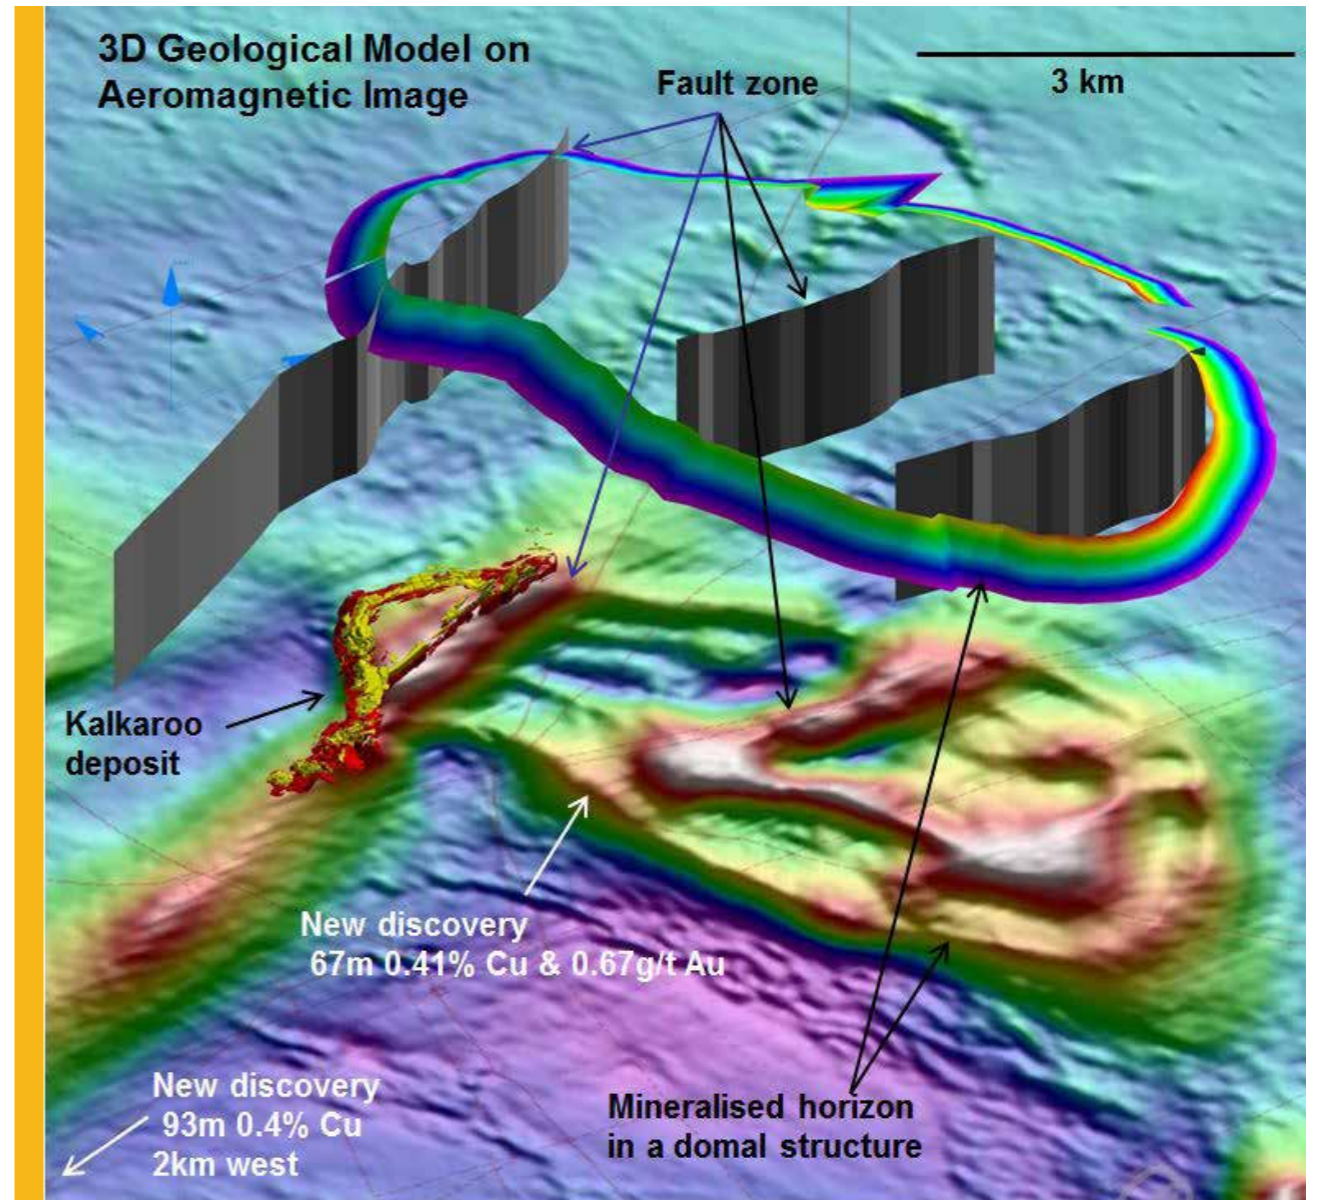 3D Geological Model on
Aeromagnetic Image
Fault zone
3 km
Kalkaroo
deposit
New discovery
67m 0.41% Cu & 0.67g/t Au
New discovery
93m 0.4% Cu
2km west
Mineralised horizon
in a domal structure